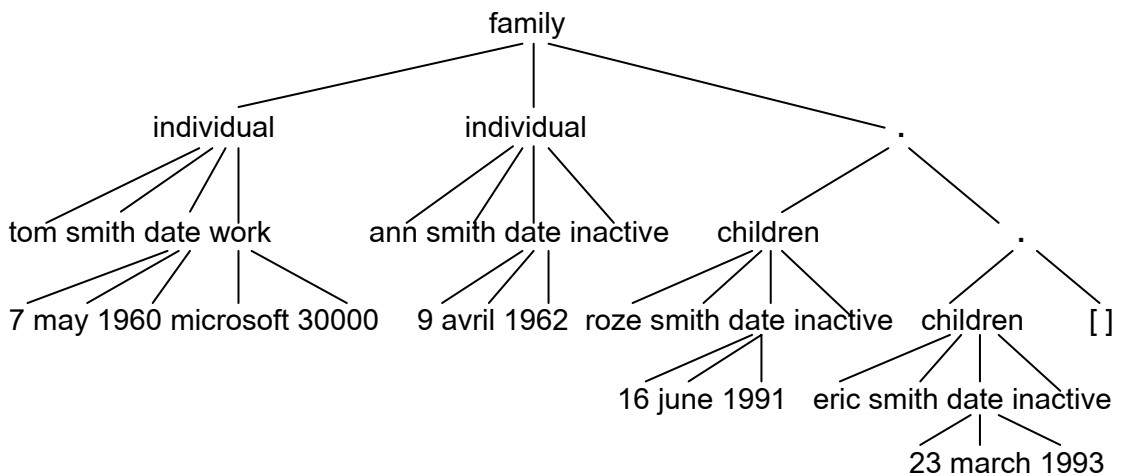 family
individual individual .
tom smith date work ann smith date inactive children .
7 may 1960 microsoft 30000 9 avril 1962 roze smith date inactive children [ ]
16 june 1991 eric smith date inactive
23 march 1993